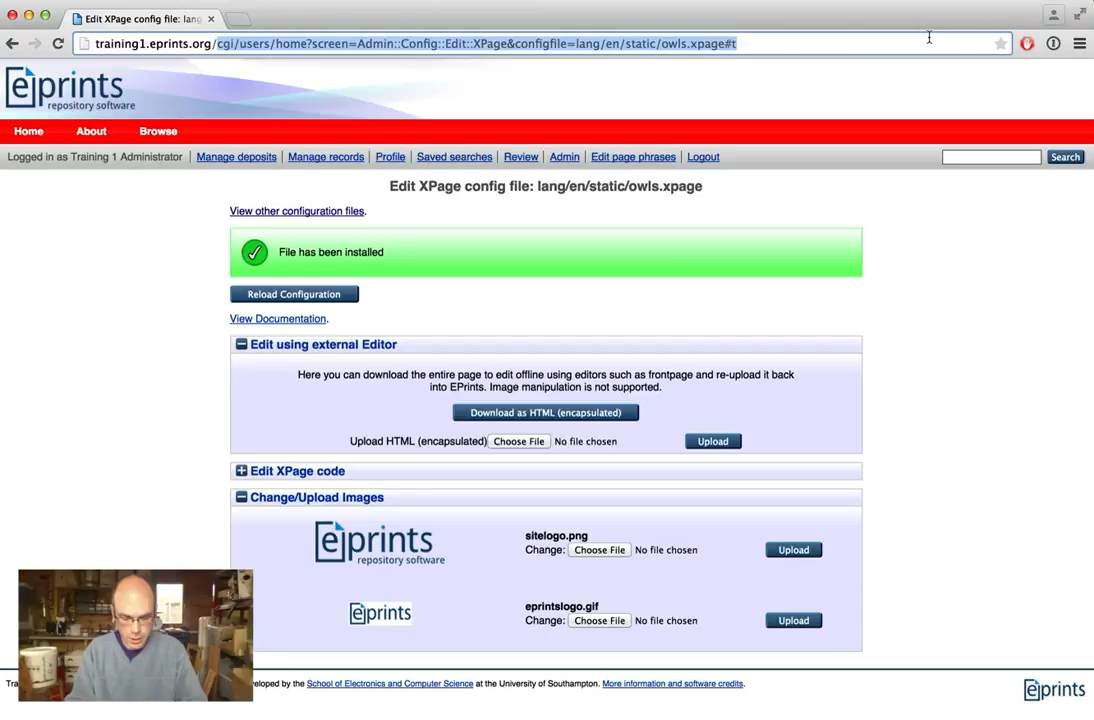 Edit XPage config file: lang
training1.eprints.org/cgi/users/home?screen=Admin::Config::Edit::XPage&configfile=lang/en/static/owls.xpage#t
eprints
repository software
Home About Browse
Logged in as Training 1 Administrator | Manage deposits | Manage records | Profile | Saved searches | Review | Admin | Edit page phrases | Logout Search
Edit XPage config file: lang/en/static/owls.xpage
View other configuration files.
File has been installed
Reload Configuration
View Documentation.
Edit using external Editor
Here you can download the entire page to edit offline using editors such as frontpage and re-upload it back
into EPrints. Image manipulation is not supported.
Download as HTML (encapsulated)
Upload HTML (encapsulated) Choose File No file chosen Upload
Edit XPage code
Change/Upload Images
eprints
repository software
sitelogo.png
Change: Choose File No file chosen Upload
eprints
eprintslogo.gif
Change: Choose File No file chosen Upload
School of Electronics and Computer Science at the University of Southampton. More information and software credits.
eprints